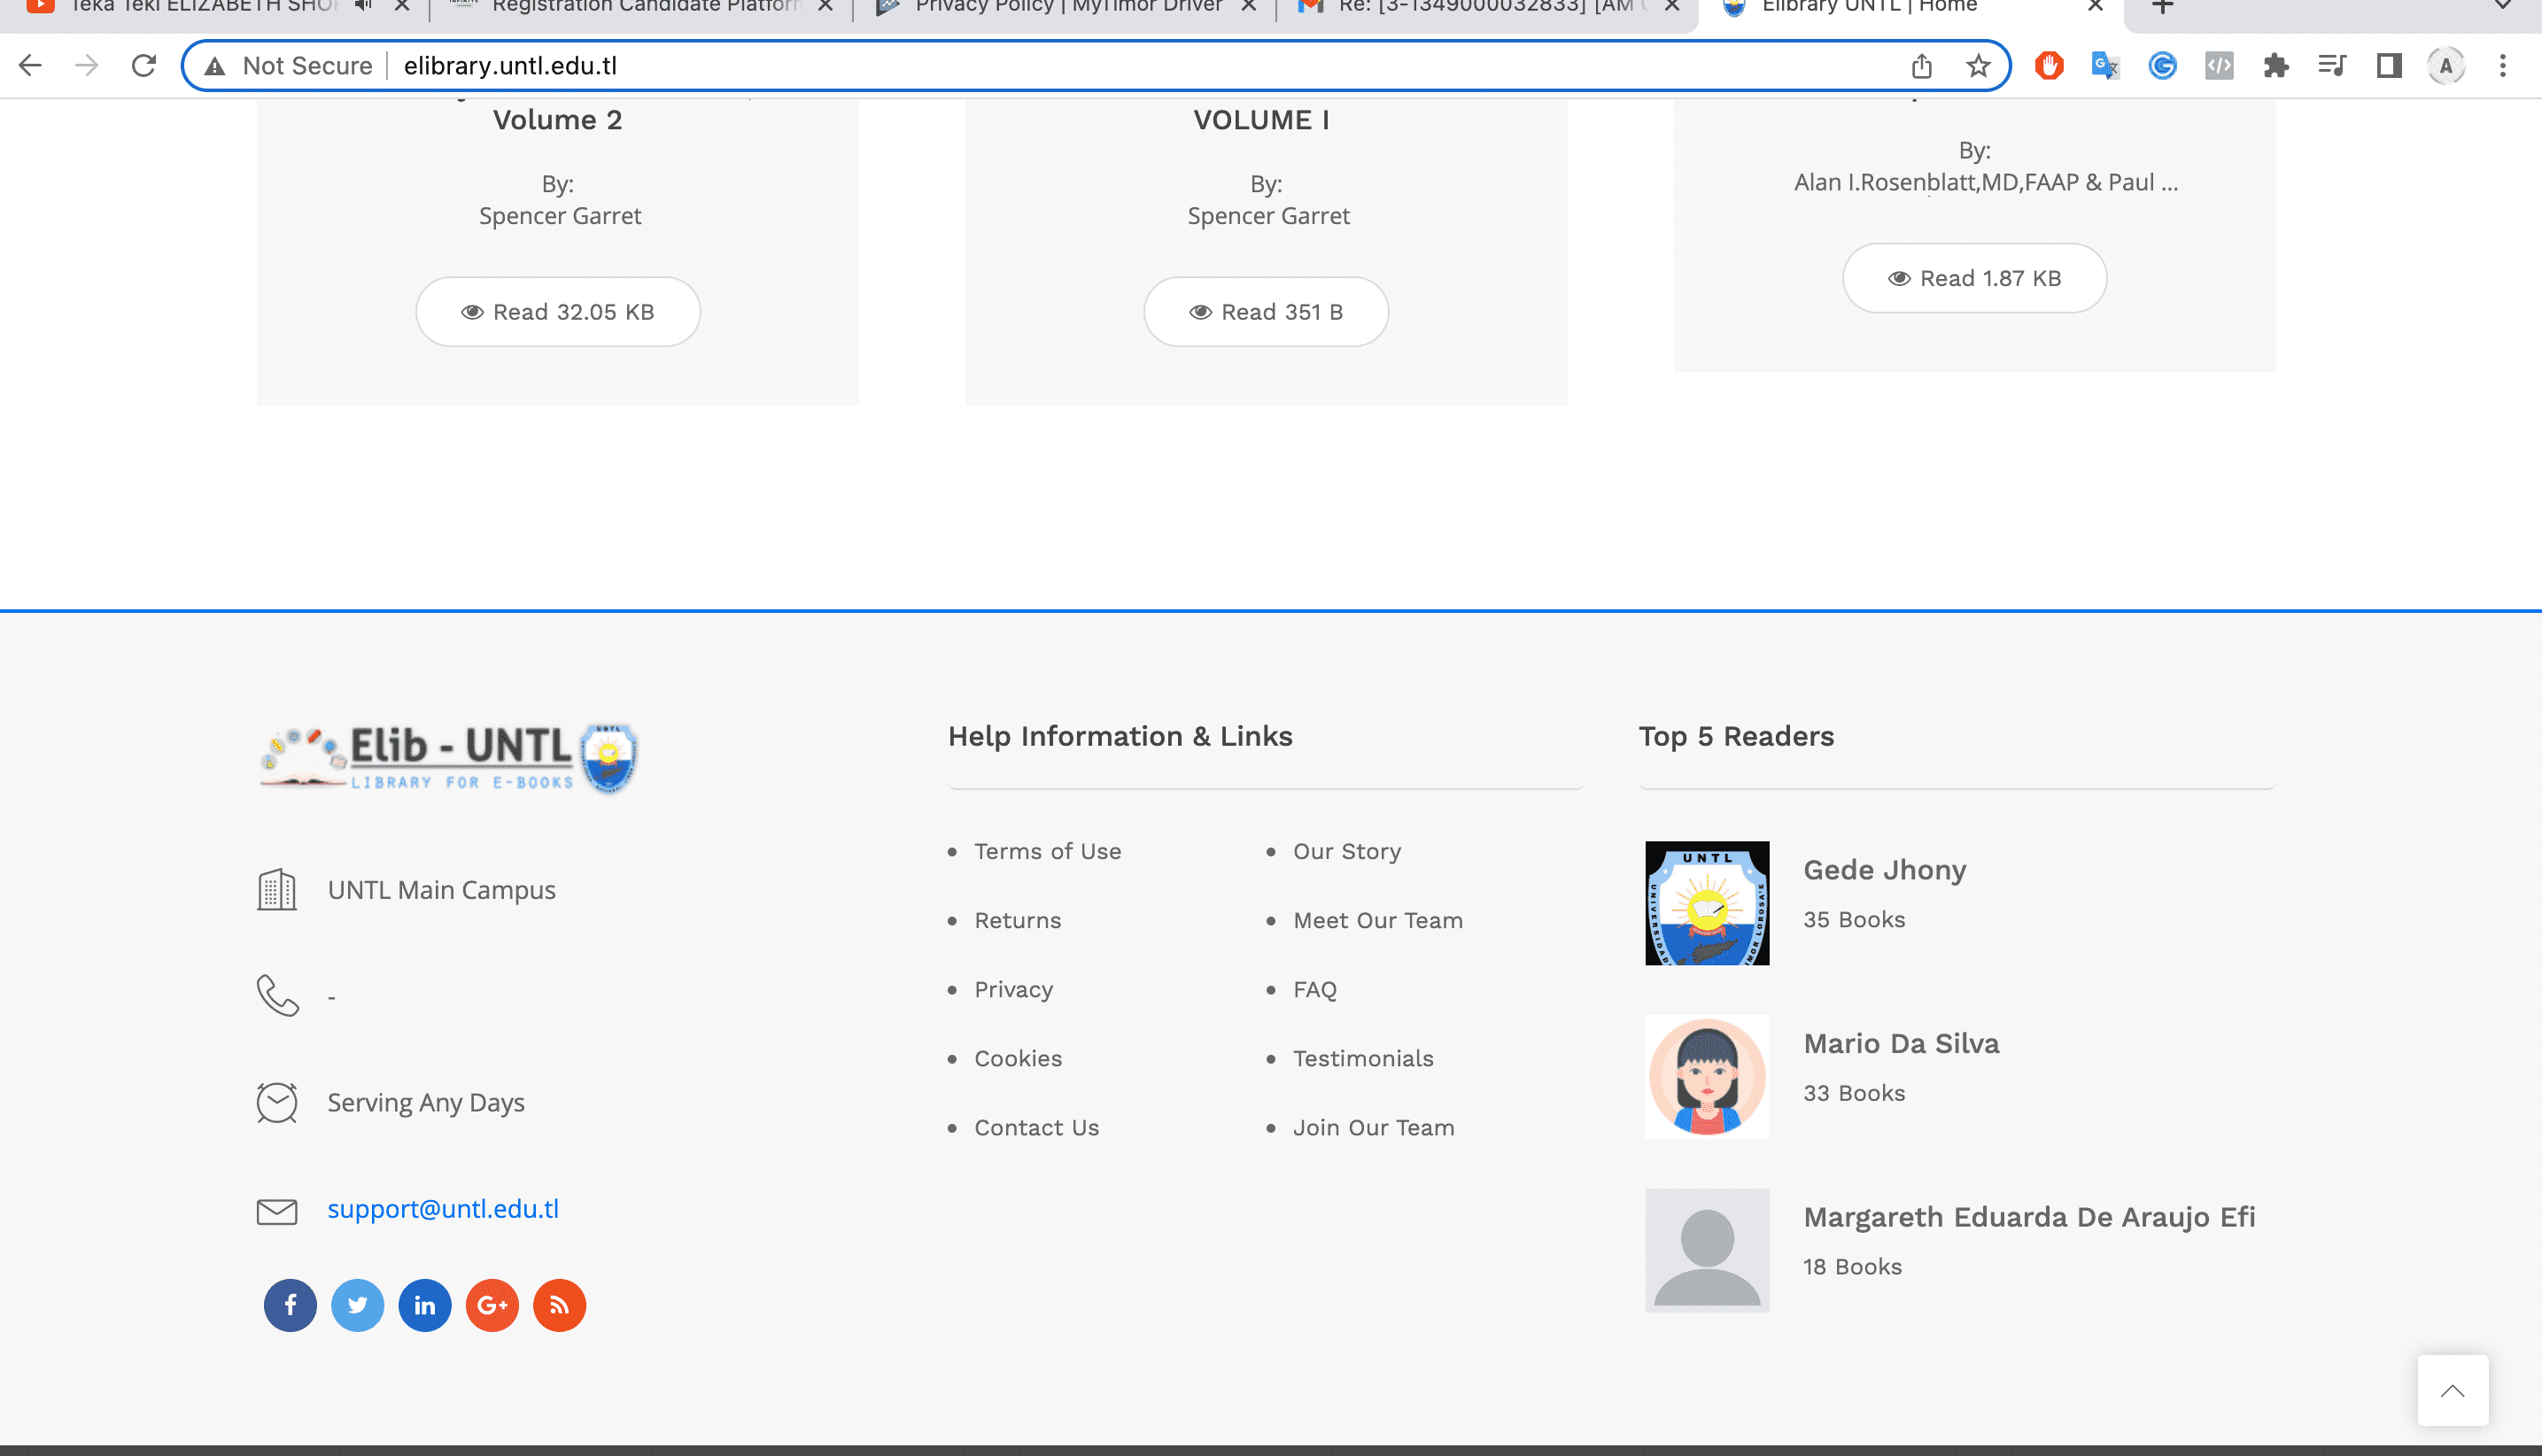 Teka Teki ELIZABETH SHOP
Registration Candidate Platform
Privacy Policy | MyTimor Driver
Re: [3-1349000032833] [AM
Elibrary UNTL | Home
Not Secure
elibrary.untl.edu.tl
A
Volume 2
By:
Spencer Garret
Read 32.05 KB
VOLUME I
By:
Spencer Garret
Read 351 B
By:
Alan I.Rosenblatt,MD,FAAP & Paul ...
Read 1.87 KB
Elib - UNTL
LIBRARY FOR E-BOOKS
UNTL Main Campus
-
Serving Any Days
support@untl.edu.tl
Help Information & Links
Terms of Use
Returns
Privacy
Cookies
Contact Us
Our Story
Meet Our Team
FAQ
Testimonials
Join Our Team
Top 5 Readers
UNTL
Gede Jhony
35 Books
Mario Da Silva
33 Books
Margareth Eduarda De Araujo Efi
18 Books